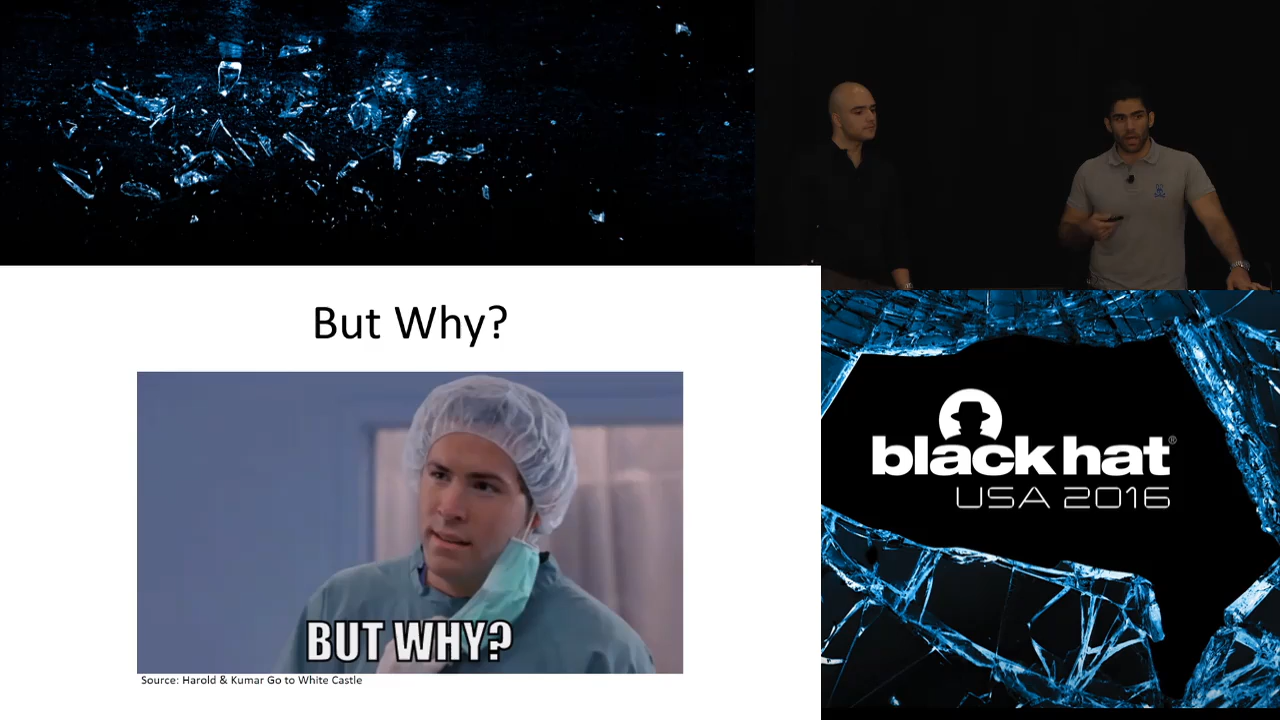 But Why?
BUT WHY?
Source: Harold & Kumar Go to White Castle
black hat®
USA 2016